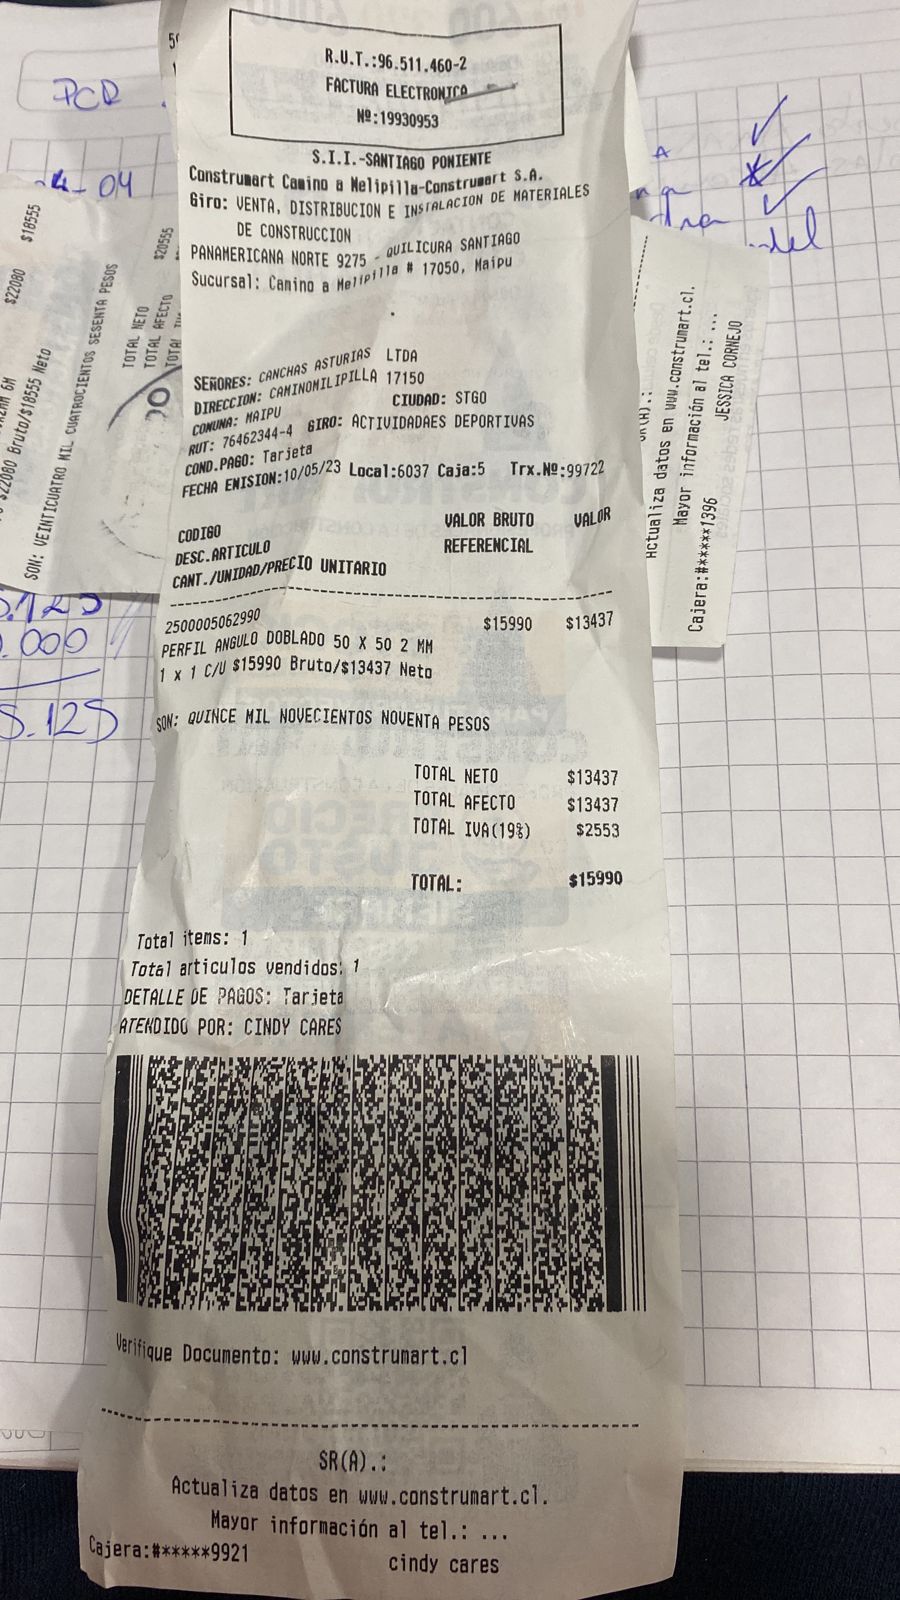 R.U.T.:96.511.460-2
FACTURA ELECTRONICA
Nº:19930953
S.I.I.-SANTIAGO PONIENTE
Construmart Camino a Melipilla-Construmart S.A.
Giro: VENTA, DISTRIBUCION E INSTALACION DE MATERIALES
DE CONSTRUCCION
PANAMERICANA NORTE 9275 - QUILICURA SANTIAGO
Sucursal: Camino a Melipilla # 17050, Maipu
SEÑORES: CANCHAS ASTURIAS LTDA
DIRECCION: CAMINOMILIPILLA 17150
COMUNA: MAIPU CIUDAD: STGO
RUT: 76462344-4 GIRO: ACTIVIDADAES DEPORTIVAS
COND.PAGO: Tarjeta
FECHA EMISION:10/05/23 Local:6037 Caja:5 Trx.Nº:99722
CODIGO VALOR BRUTO VALOR
DESC.ARTICULO REFERENCIAL
CANT./UNIDAD/PRECIO UNITARIO
2500005062990 $15990 $13437
PERFIL ANGULO DOBLADO 50 X 50 2 MM
1 x 1 C/U $15990 Bruto/$13437 Neto
SON: QUINCE MIL NOVECIENTOS NOVENTA PESOS
TOTAL NETO $13437
TOTAL AFECTO $13437
TOTAL IVA(19%) $2553
TOTAL: $15990
Total items: 1
Total articulos vendidos: 1
DETALLE DE PAGOS: Tarjeta
ATENDIDO POR: CINDY CARES
Verifique Documento: www.construmart.cl
SR(A).:
Actualiza datos en www.construmart.cl.
Mayor información al tel.: ...
Cajera:#*****9921 cindy cares
PCR
04
$22080 $18555
$22080 Bruto/$18555 Neto
SON: VEINTICUATRO MIL CUATROCIENTOS SESENTA PESOS
TOTAL NETO $20555
TOTAL AFECTO
.000
.125
Actualiza datos en www.construmart.cl.
Mayor información al tel.: ...
Cajera:#*****1396 JESSICA CORNEJO